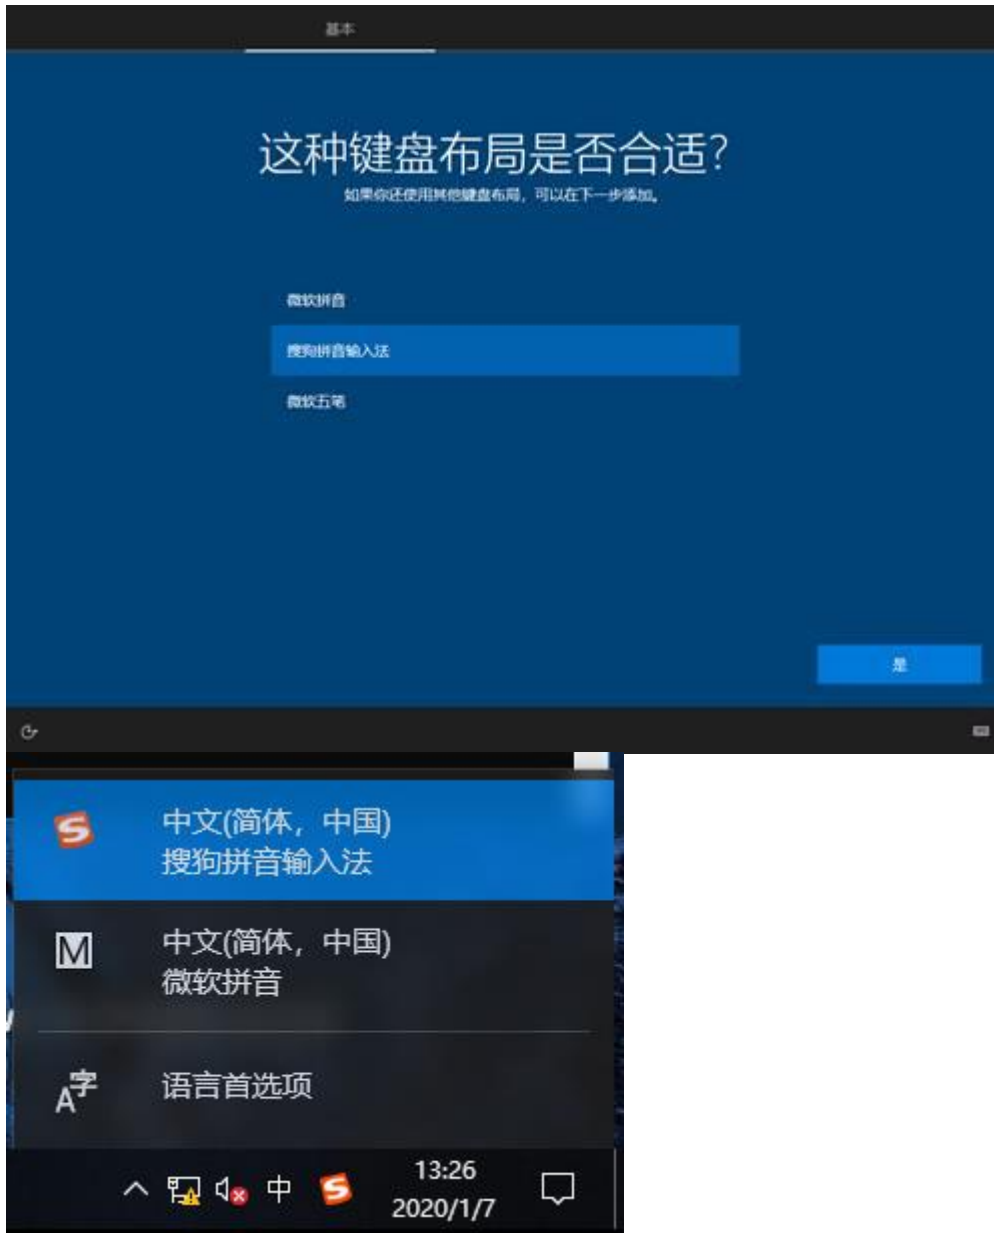 基本
这种键盘布局是否合适?
如果你还使用其他键盘布局，可以在下一步添加。
微软拼音
搜狗拼音输入法
微软五笔
是
中文(简体，中国)
搜狗拼音输入法
M
中文(简体，中国)
微软拼音
A字
语言首选项
中
13:26
2020/1/7